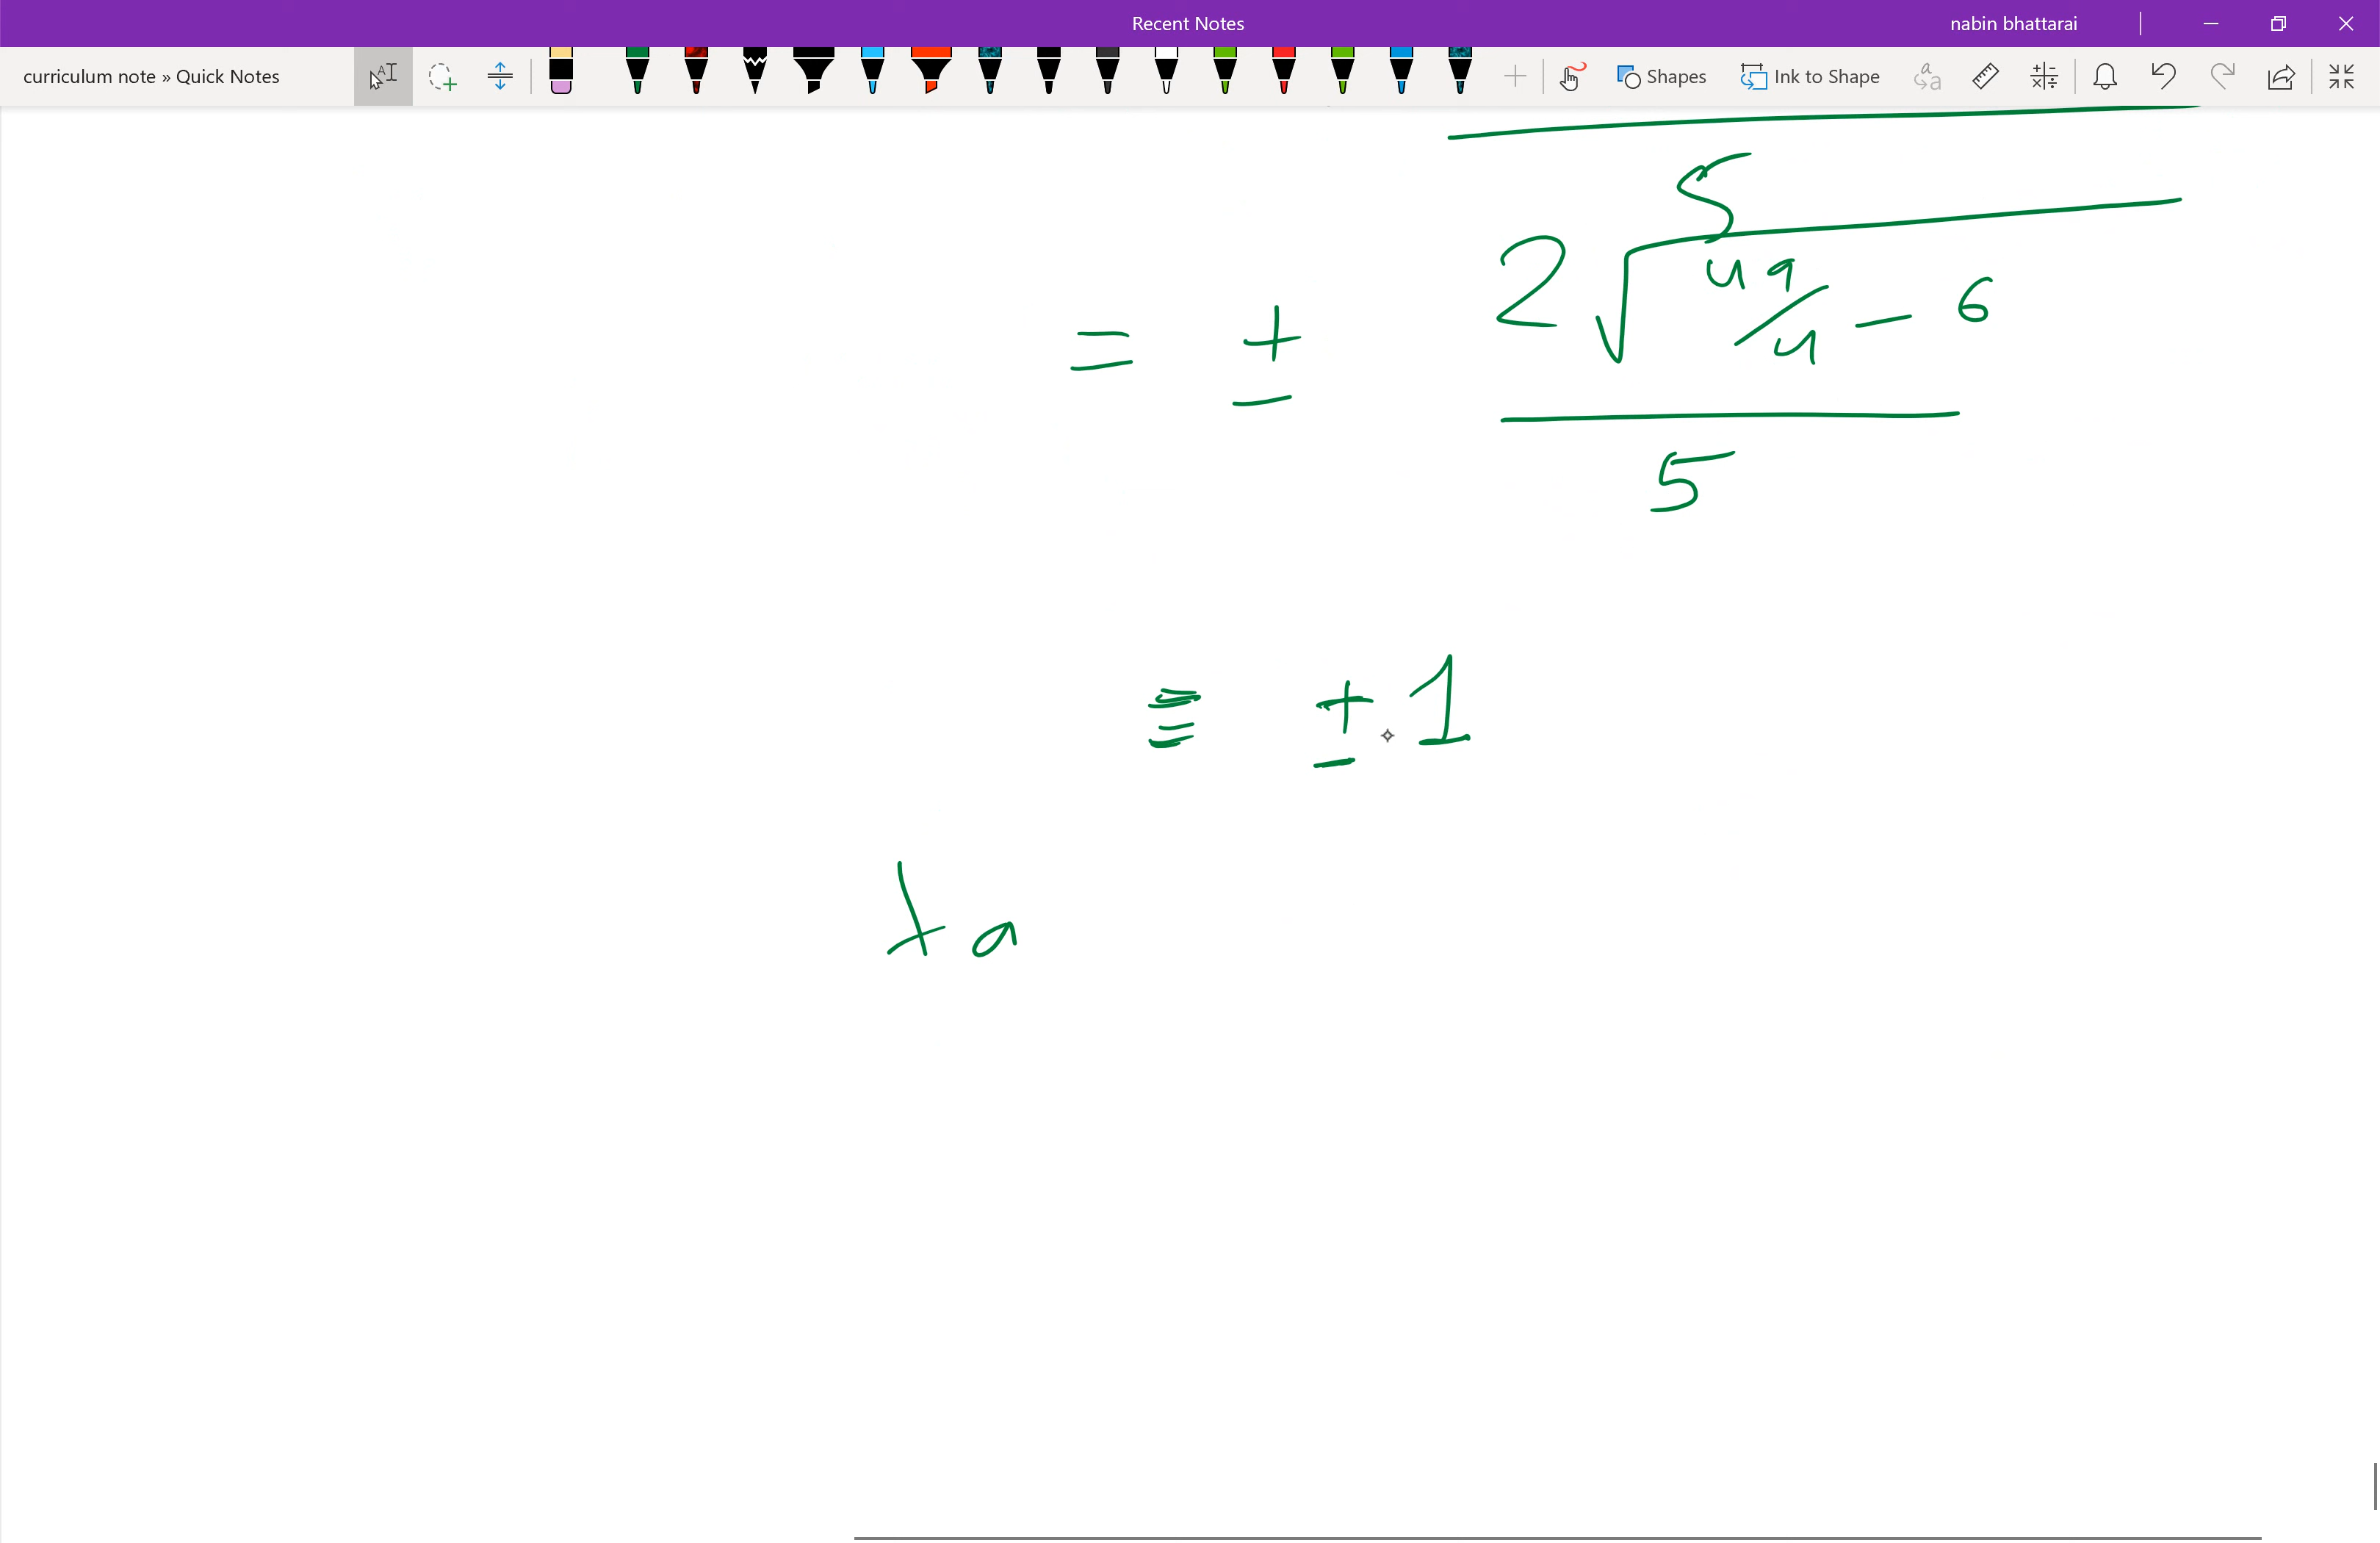 Recent Notes nabin bhattarai
curriculum note » Quick Notes Shapes Ink to Shape
5
= ± 2√(49/4 - 6)
5
= ± 1
ta